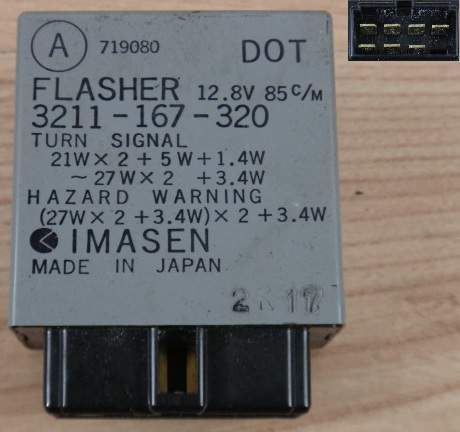 A 719080 DOT
FLASHER 12.8V 85C/M
3211-167-320
TURN SIGNAL
21W×2+5W+1.4W
~27W×2 +3.4W
HAZARD WARNING
(27W×2+3.4W)×2+3.4W
IMASEN
MADE IN JAPAN
2K17